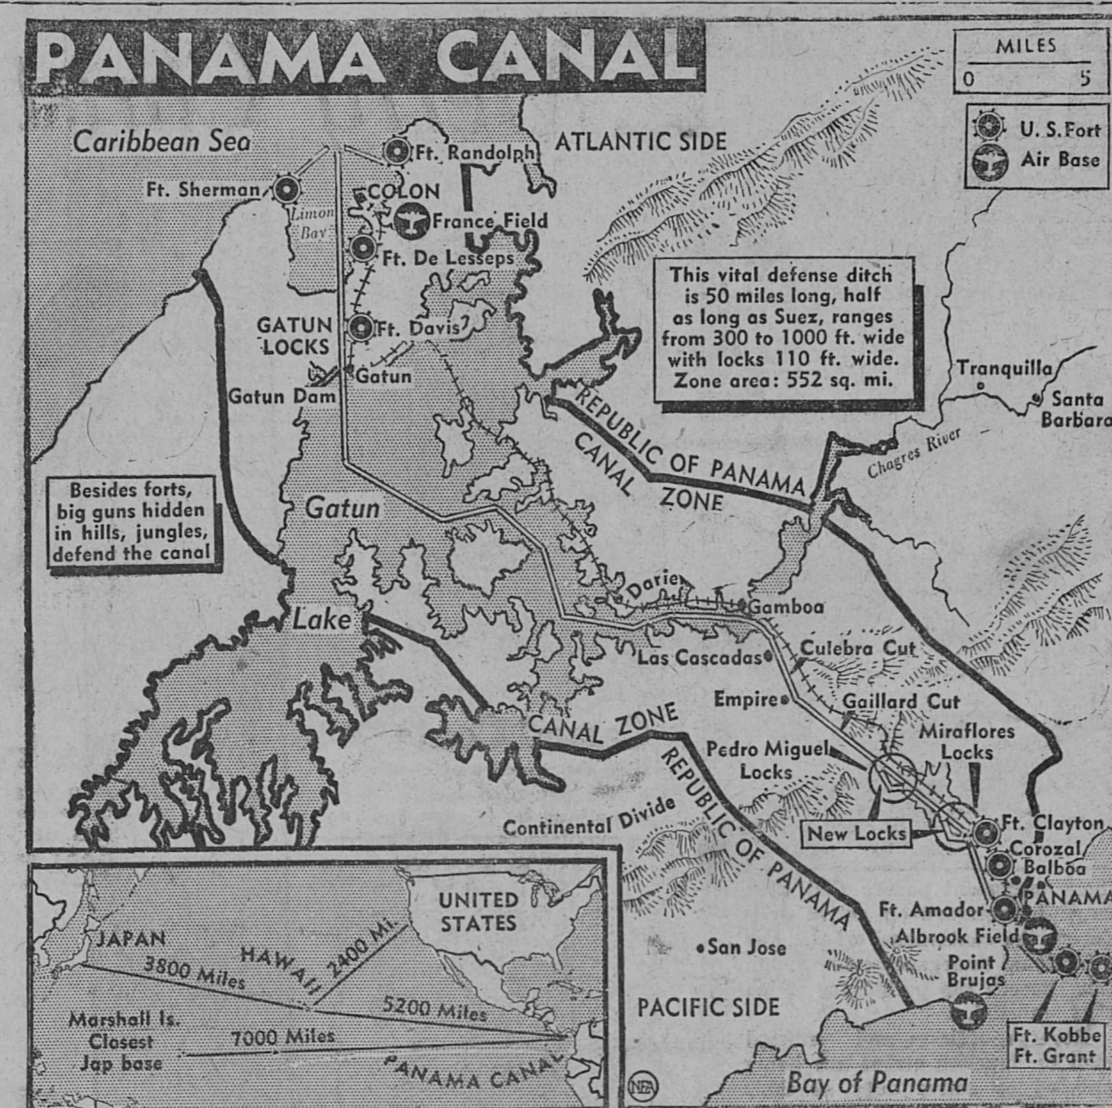 PANAMA CANAL
MILES
0 5
U. S. Fort
Air Base
Caribbean Sea
ATLANTIC SIDE
Ft. Randolph
Ft. Sherman
COLON
Limon
Bay
France Field
Ft. De Lesseps
This vital defense ditch
is 50 miles long, half
as long as Suez, ranges
from 300 to 1000 ft. wide
with locks 110 ft. wide.
Zone area: 552 sq. mi.
GATUN
LOCKS
Ft. Davis
Gatun
Gatun Dam
Tranquilla
Santa
Barbara
REPUBLIC OF PANAMA
CANAL ZONE
Chagres River
Besides forts,
big guns hidden
in hills, jungles,
defend the canal
Gatun
Lake
Darie
Gamboa
Las Cascadas
Culebra Cut
Empire
Gaillard Cut
CANAL ZONE
REPUBLIC OF PANAMA
Pedro Miguel
Locks
Miraflores
Locks
Continental Divide
New Locks
Ft. Clayton
Corozal
Balboa
PANAMA
Ft. Amador
Albrook Field
San Jose
Point
Brujas
PACIFIC SIDE
Ft. Kobbe
Ft. Grant
Bay of Panama
NEA
UNITED
STATES
JAPAN
HAWAII
2400 Mi.
3800 Miles
5200 Miles
Marshall Is.
Closest
Jap base
7000 Miles
PANAMA CANAL